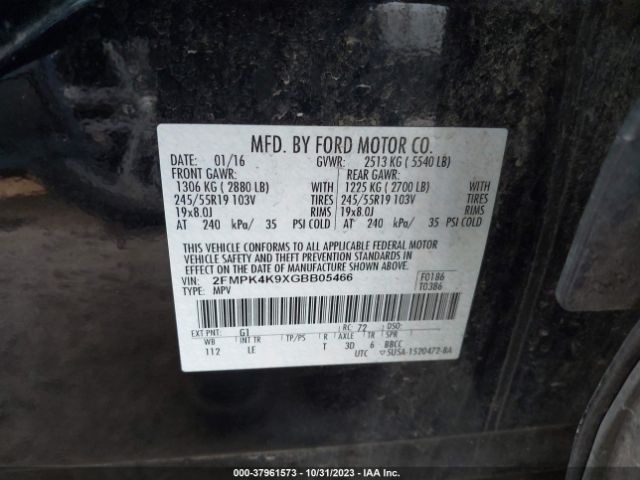 MFD. BY FORD MOTOR CO.
DATE: 01/16 GVWR: 2513 KG ( 5540 LB)
FRONT GAWR: REAR GAWR:
1306 KG ( 2880 LB) WITH 1225 KG ( 2700 LB) WITH
245/55R19 103V TIRES 245/55R19 103V TIRES
19x8.0J RIMS 19x8.0J RIMS
AT 240 kPa/ 35 PSI COLD AT 240 kPa/ 35 PSI COLD
THIS VEHICLE CONFORMS TO ALL APPLICABLE FEDERAL MOTOR
VEHICLE SAFETY AND THEFT PREVENTION STANDARDS IN
EFFECT ON THE DATE OF MANUFACTURE SHOWN ABOVE.
VIN: 2FMPK4K9XGBB05466 F0186
TYPE: MPV T0386
EXT PNT: G1 RC: 72 DSO:
WB INT TR TP/PS R AXLE TR SPR
112 LE T 3D 6 BBCC
UTC ▽5U5A-1520472-BA
000-37961573 - 10/31/2023 - IAA Inc.